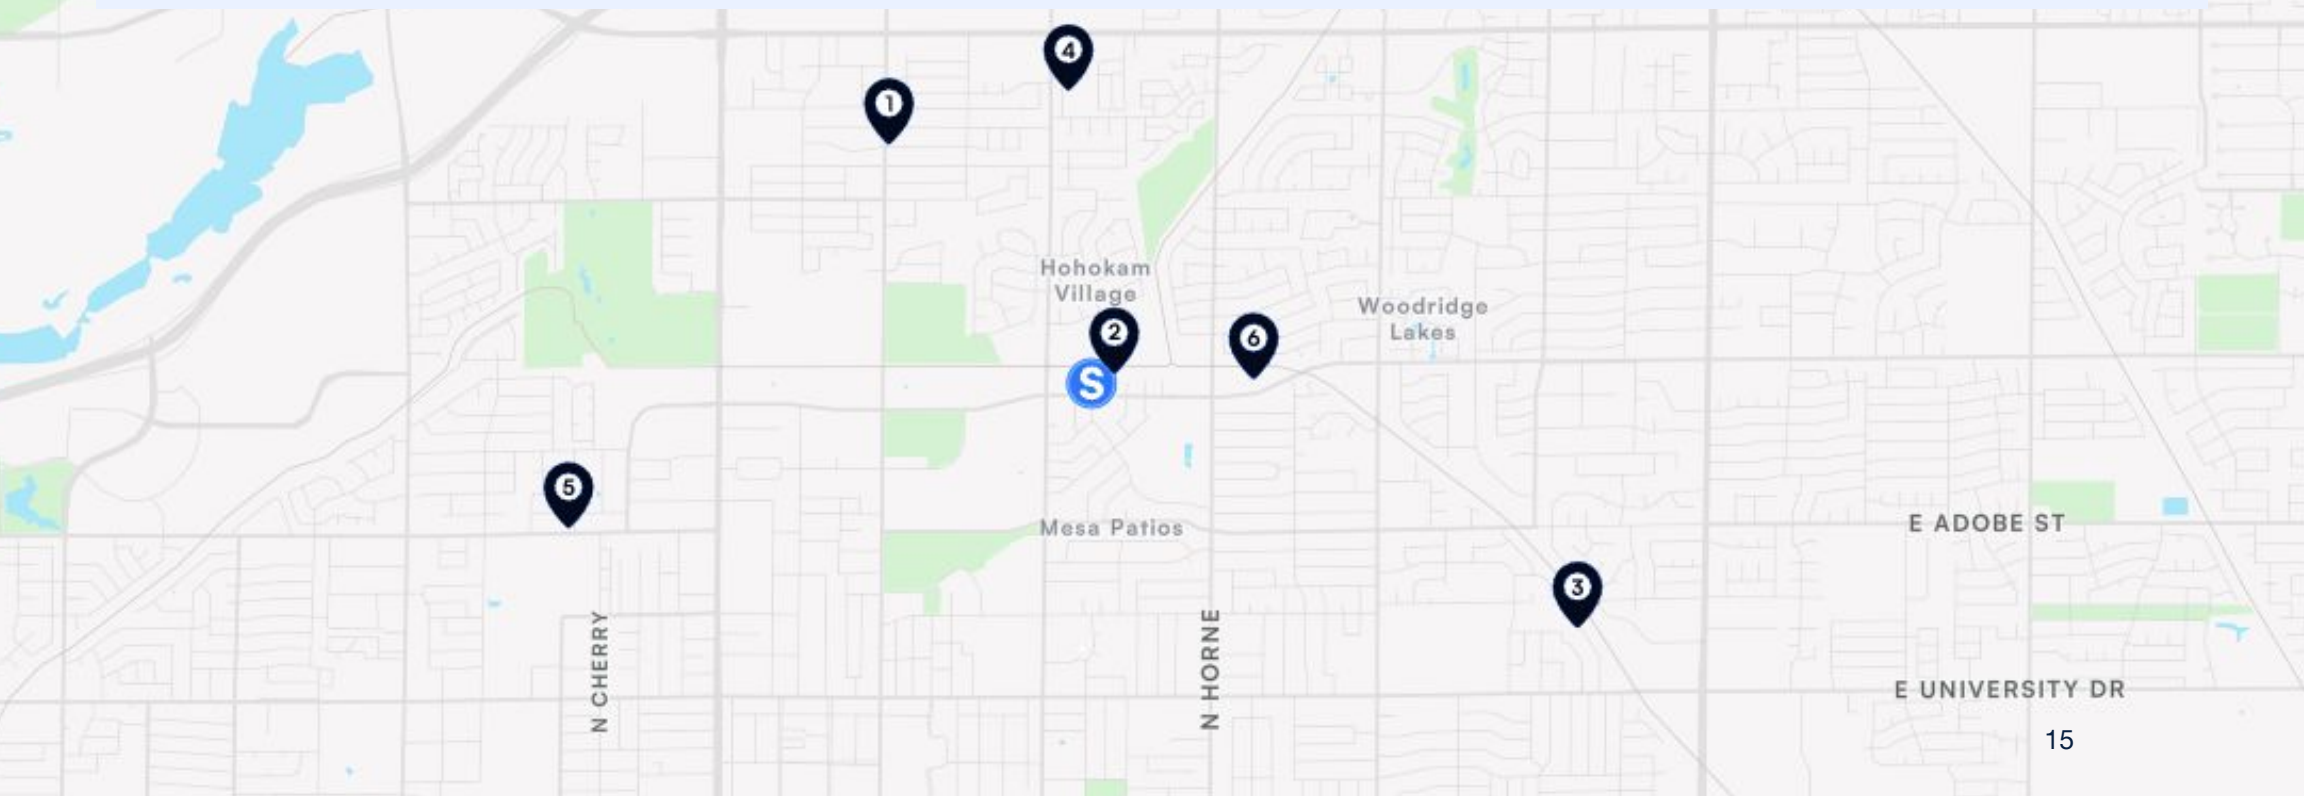 4
1
Hohokam
Village
Woodridge
Lakes
2
6
S
5
Mesa Patios
E ADOBE ST
3
N CHERRY
N HORNE
E UNIVERSITY DR
15